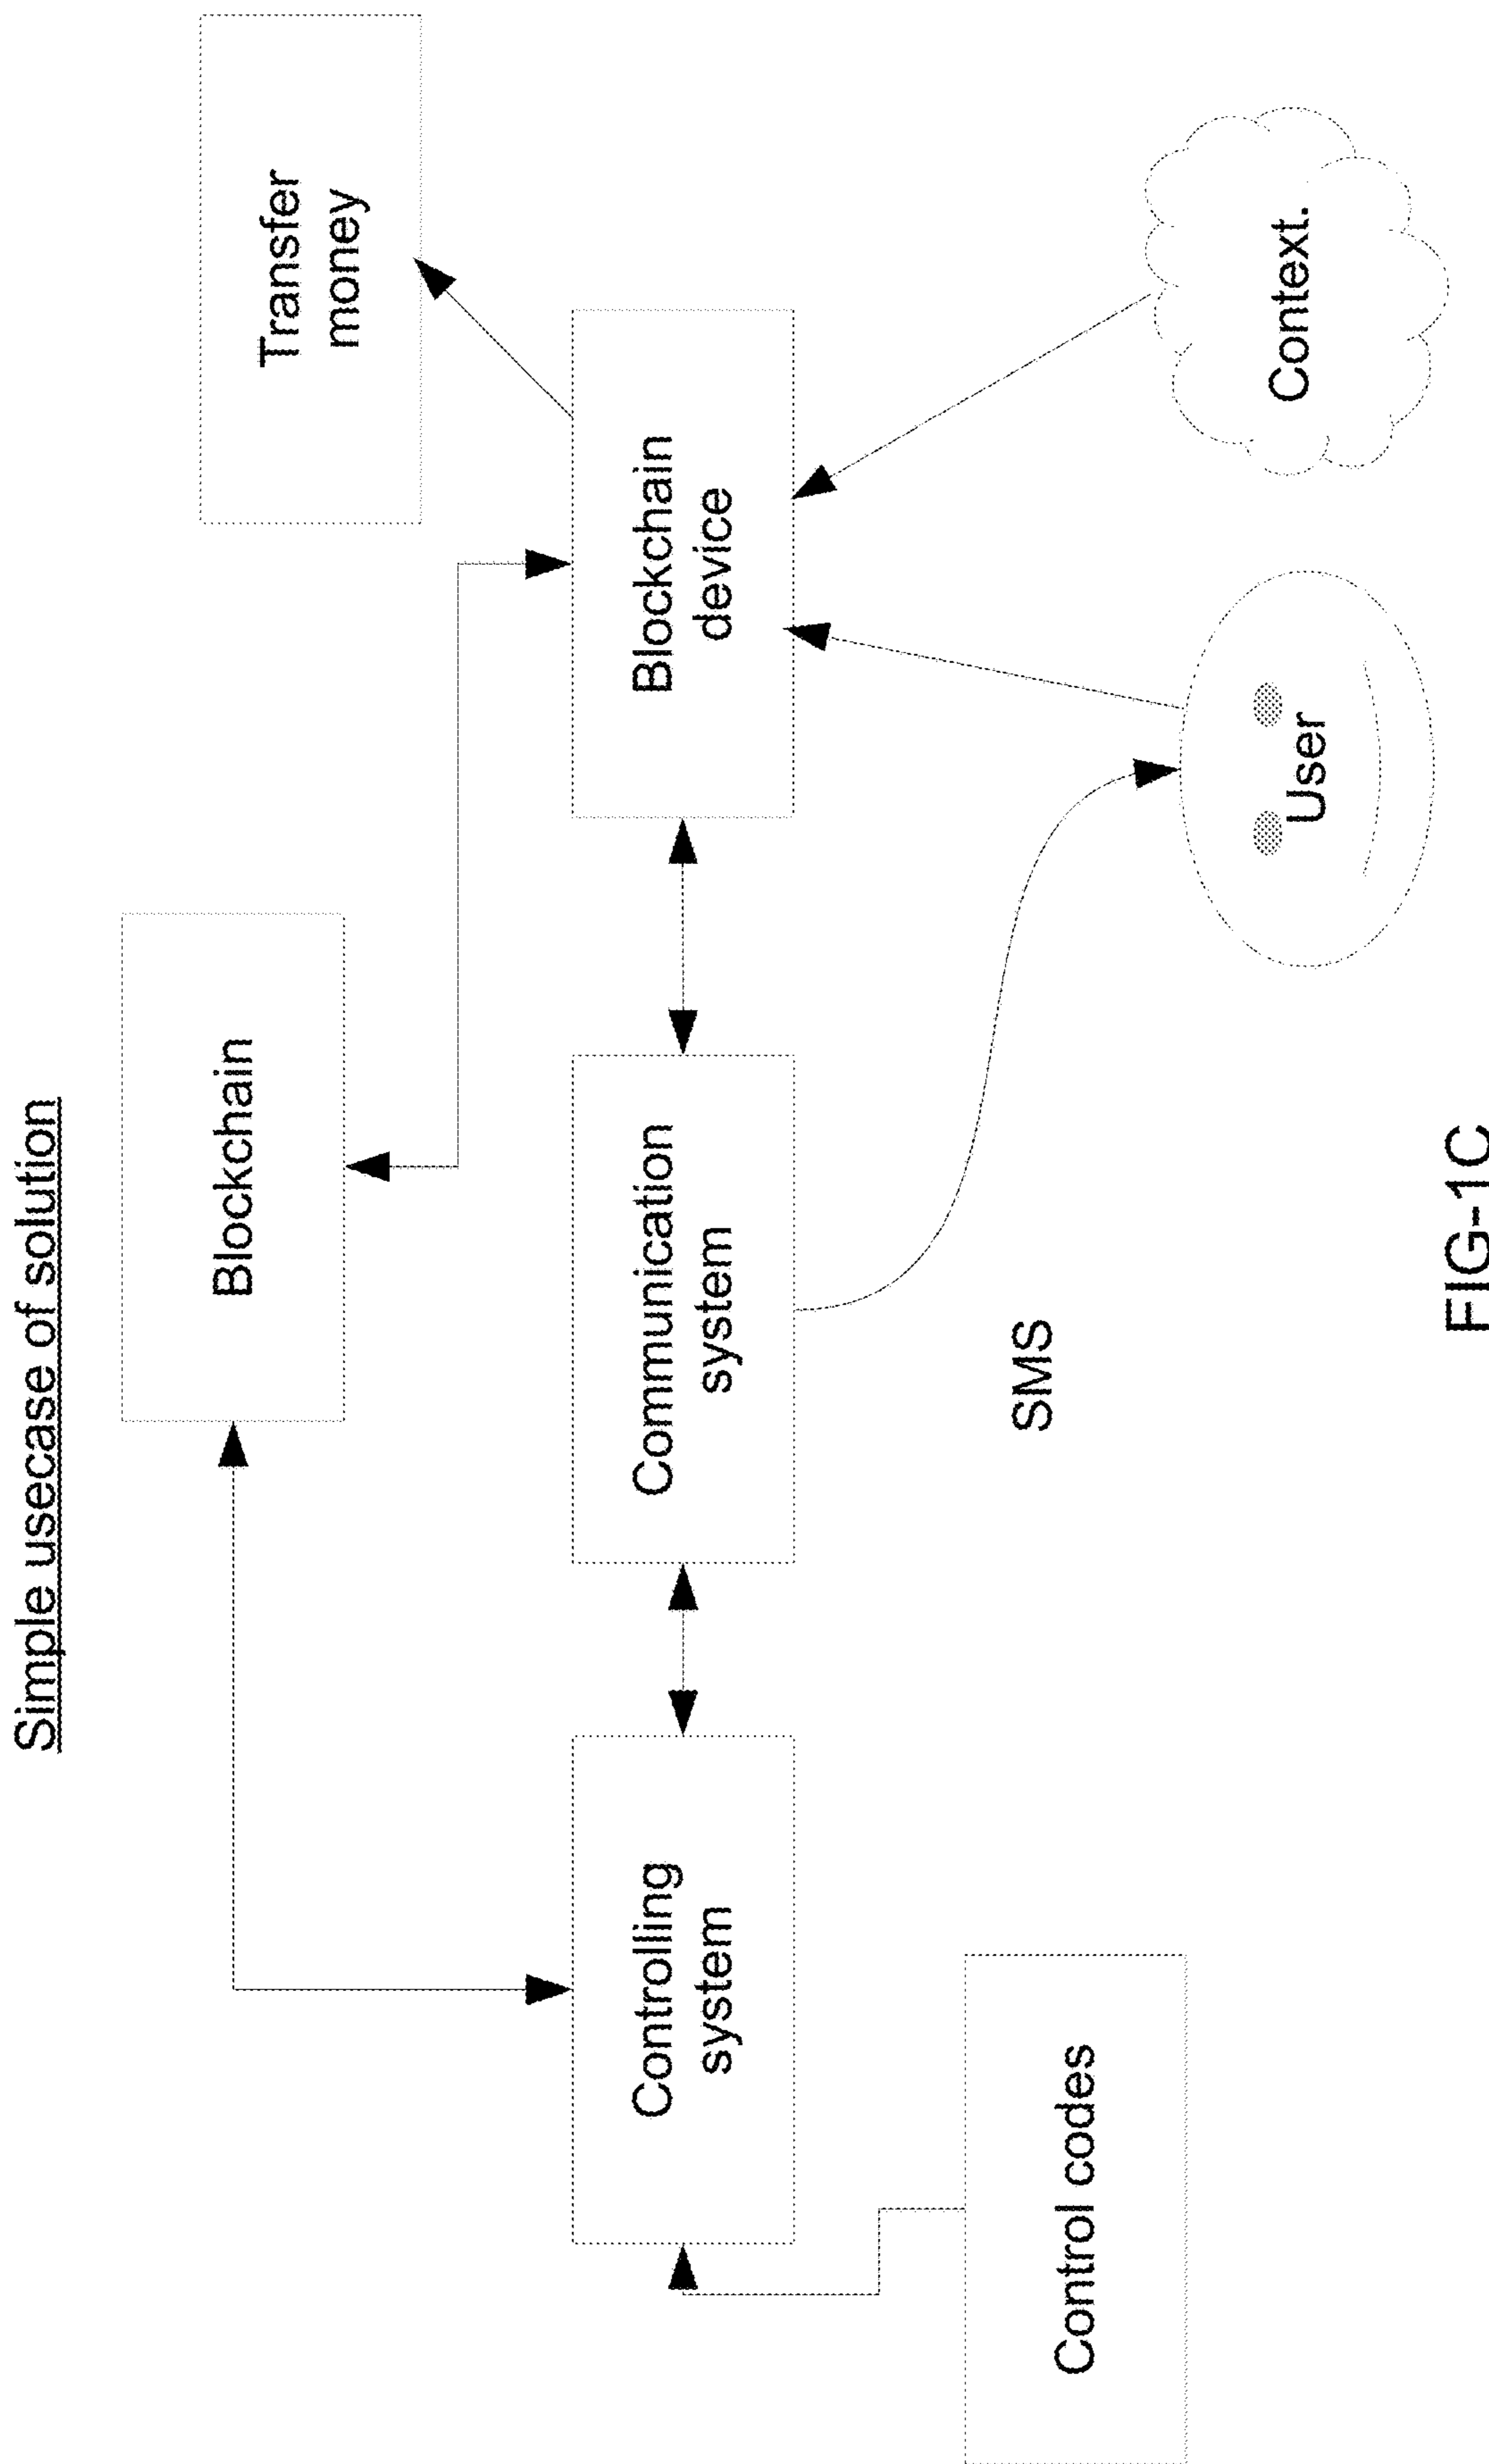 Simple usecase of solution
Blockchain
Transfer
money
Controlling
system
Communication
system
Blockchain
device
Control codes
SMS
User
Context.
FIG-1C